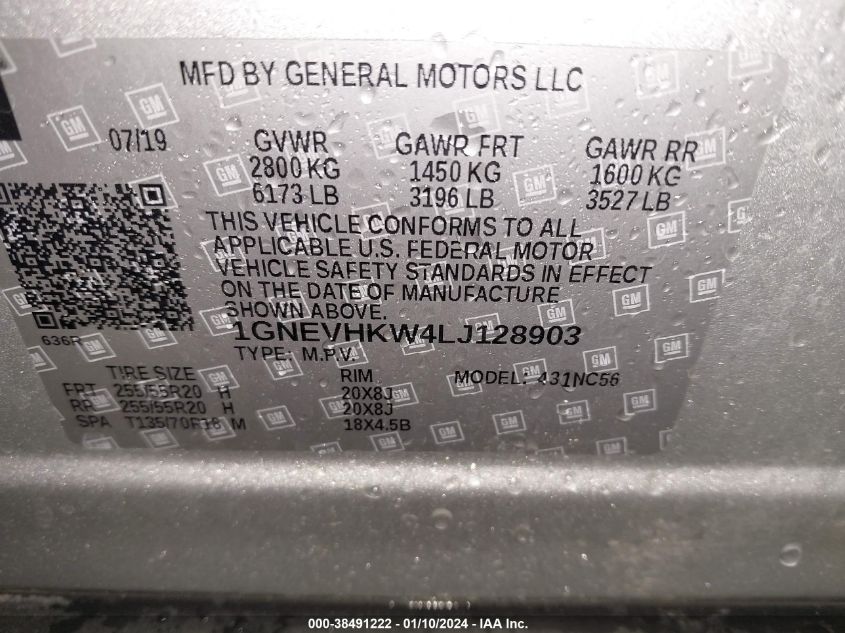 MFD BY GENERAL MOTORS LLC
07/19 GVWR GAWR FRT GAWR RR
2800 KG 1450 KG 1600 KG
6173 LB 3196 LB 3527 LB
THIS VEHICLE CONFORMS TO ALL
APPLICABLE U.S. FEDERAL MOTOR
VEHICLE SAFETY STANDARDS IN EFFECT
ON THE DATE OF MANUFACTURE
SHOWN ABOVE.
636R 1GNEVHKW4LJ128903
TYPE: M.P.V.
TIRE SIZE RIM MODEL: 431NC56
FRT 255/55R20 H 20X8J
RR 255/55R20 H 20X8J
SPA T135/70R18 M 18X4.5B
GM
000-38491222 - 01/10/2024 - IAA Inc.